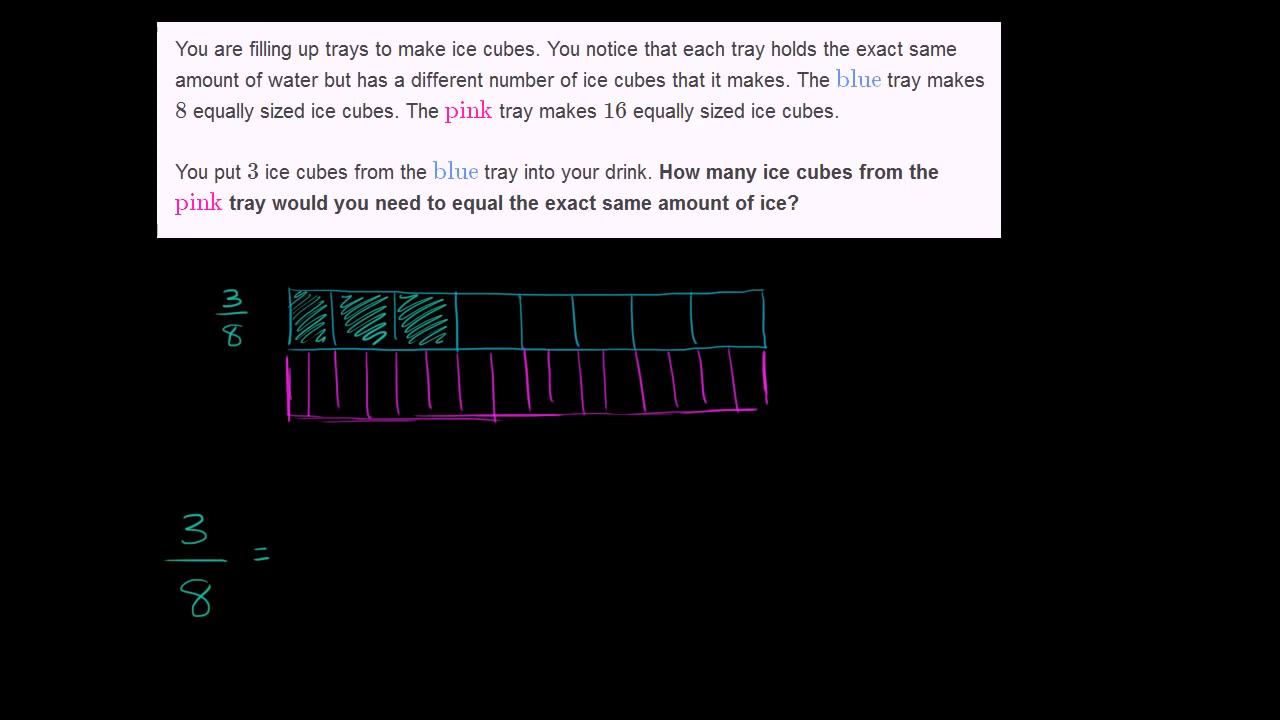 You are filling up trays to make ice cubes. You notice that each tray holds the exact same
amount of water but has a different number of ice cubes that it makes. The blue tray makes
8 equally sized ice cubes. The pink tray makes 16 equally sized ice cubes.
You put 3 ice cubes from the blue tray into your drink. How many ice cubes from the
pink tray would you need to equal the exact same amount of ice?
3
8
3
8 =